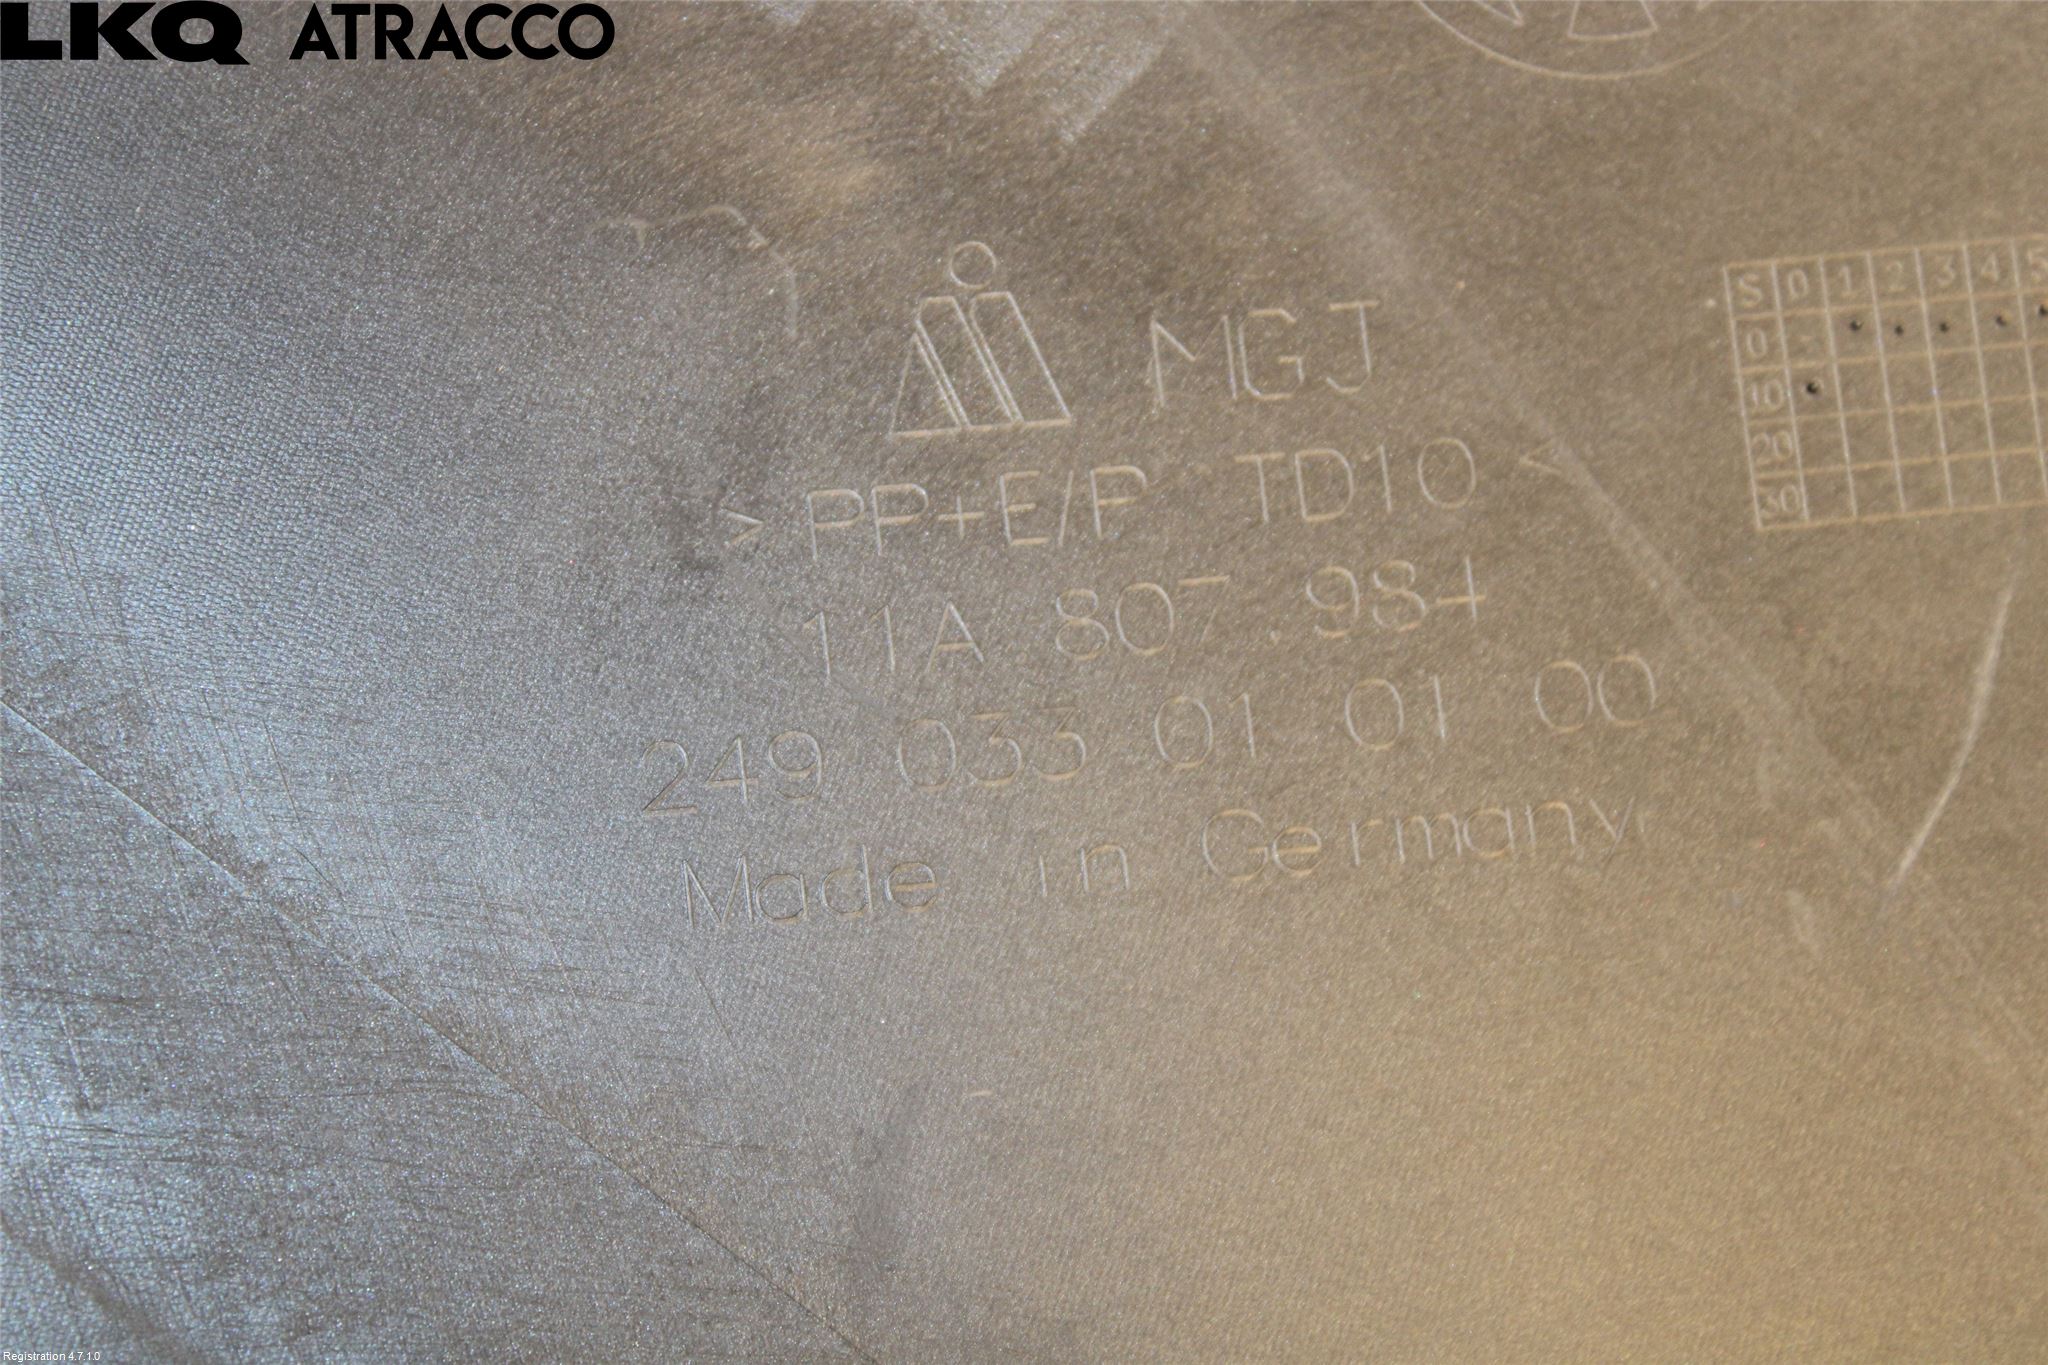 LKQ ATRACCO
MGJ
>PP+E/P TD10<
11A 807.984
249 033 01 01 00
Made in Germany
S 0 1 2 3 4 5
0
10
20
30
Registration 4.7.1.0